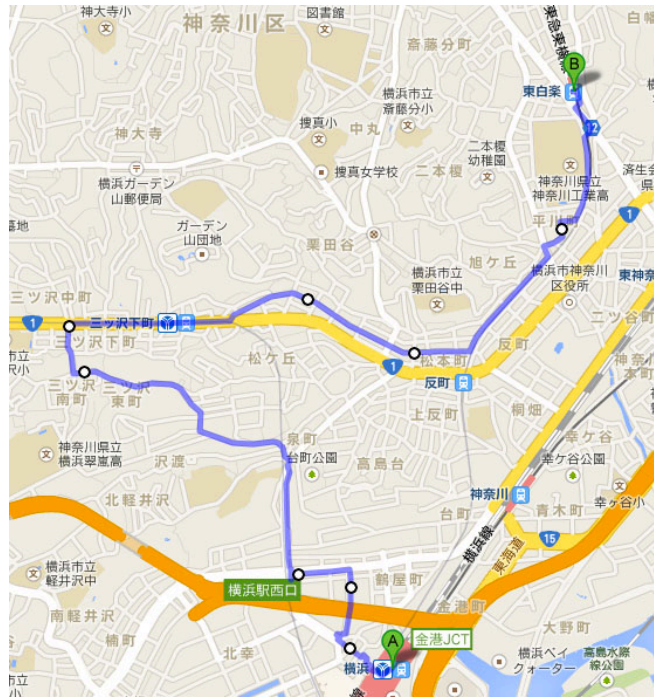 神大寺小
神奈川区
図書館
斎藤分町
東急東横線
白幡
B
東白楽
横浜市立
斎藤分小
捜真小
中丸
神大寺
12
二本榎
幼稚園
横浜ガーデン
山郵便局
捜真女学校
二本榎
神奈川県立
神奈川工業高
済生会
平川町
1
墓地
ガーデン
山団地
栗田谷
旭ケ丘
横浜市立
栗田谷中
横浜市神奈川
区役所
東神奈
三ツ沢中町
二ツ谷町
1
三ツ沢下町
三ツ沢下町
反町
松ケ丘
松本町
1
反町
三ツ沢
南町
三ツ沢
東町
上反町
桐畑
泉町
幸ケ谷
神奈川県立
横浜翠嵐高
沢渡
台町公園
高島台
幸ケ谷公園
神奈川
北軽井沢
台町
青木町
幸ヶ谷小
横浜線
東海道
15
横浜市立
軽井沢中
横浜駅西口
鶴屋町
金港町
南軽井沢
大野町
楠町
北幸
A
金港JCT
横浜
横浜ベイ
クォーター
高島水際
線公園